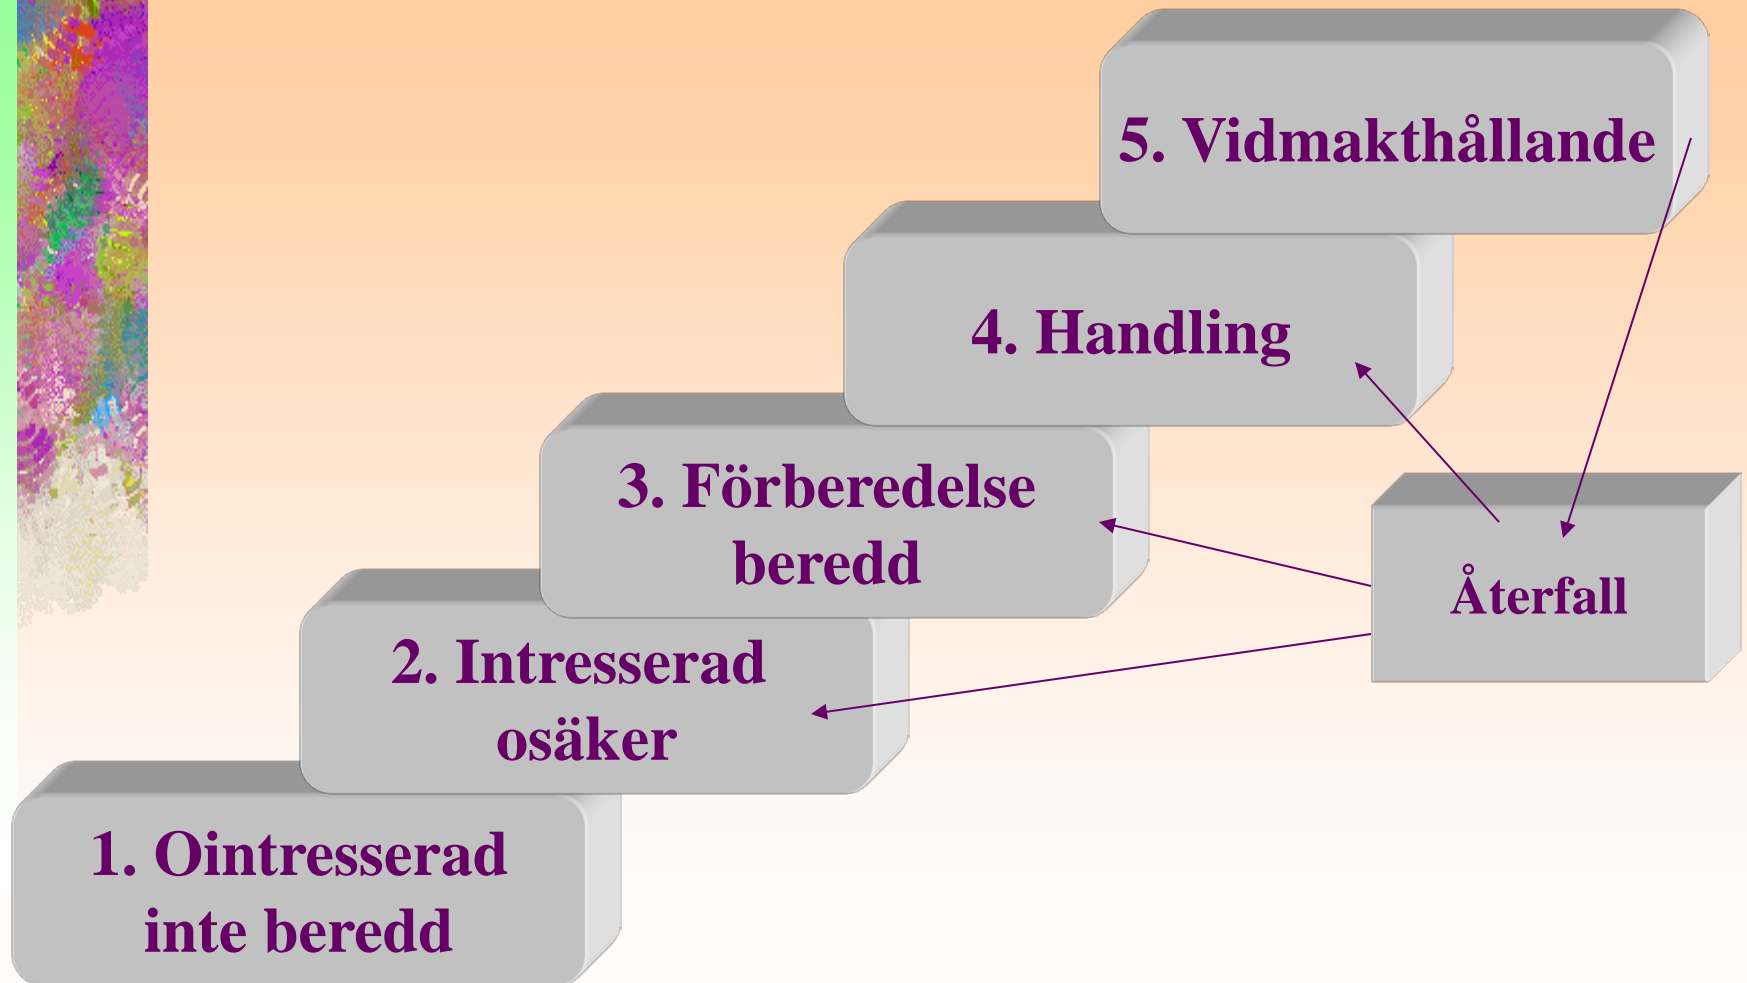 5. Vidmakthållande
4. Handling
3. Förberedelse
beredd
Återfall
2. Intresserad
osäker
1. Ointresserad
inte beredd